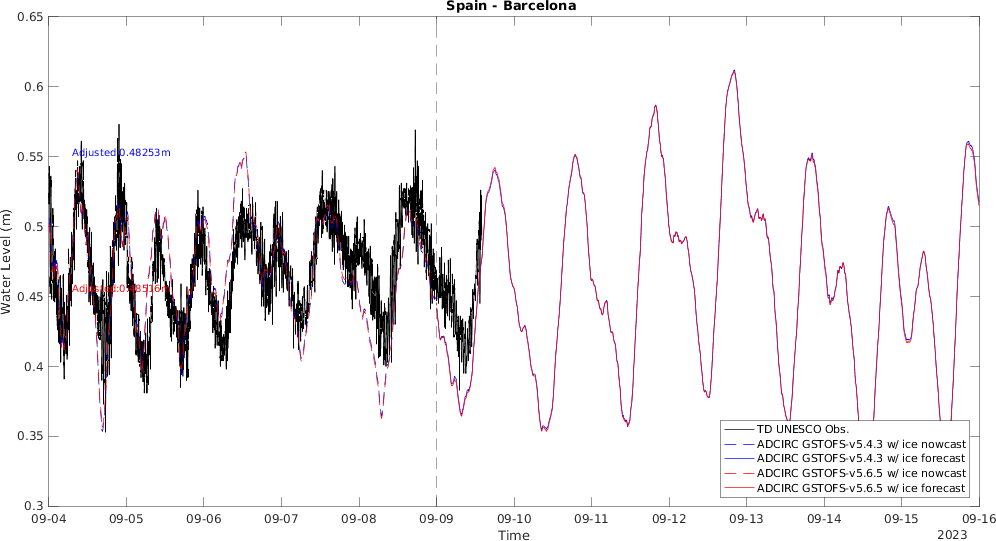 Spain - Barcelona
0.65
0.6
0.55
0.5
0.45
0.4
0.35
0.3
Water Level (m)
Adjusted:0.48253m
Adjusted:0.48516m
TD UNESCO Obs.
ADCIRC GSTOFS-v5.4.3 w/ ice nowcast
ADCIRC GSTOFS-v5.4.3 w/ ice forecast
ADCIRC GSTOFS-v5.6.5 w/ ice nowcast
ADCIRC GSTOFS-v5.6.5 w/ ice forecast
09-04 09-05 09-06 09-07 09-08 09-09 09-10 09-11 09-12 09-13 09-14 09-15 09-16
Time
2023